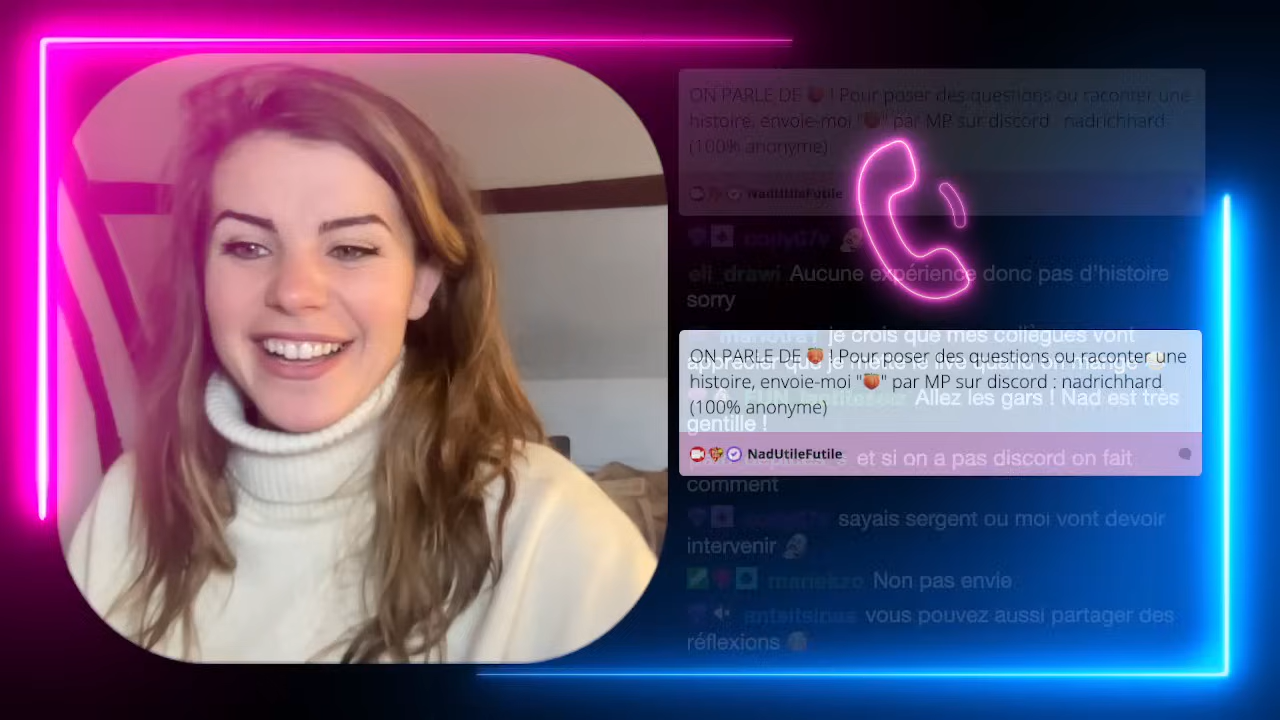 ON PARLE DE 🍑 ! Pour poser des questions ou raconter une
histoire, envoie-moi "🍑" par MP sur discord : nadrichhard
(100% anonyme)
NadUtileFutile
eli_drawi Aucune expérience donc pas d'histoire
sorry
je crois que mes collègues vont
apprécier que je mette le live quand on mange
ON PARLE DE 🍑 ! Pour poser des questions ou raconter une
histoire, envoie-moi "🍑" par MP sur discord : nadrichhard
(100% anonyme)
Allez les gars ! Nad est très
gentille !
NadUtileFutile
et si on a pas discord on fait
comment
sayais sergent ou moi vont devoir
intervenir
Non pas envie
vous pouvez aussi partager des
réflexions